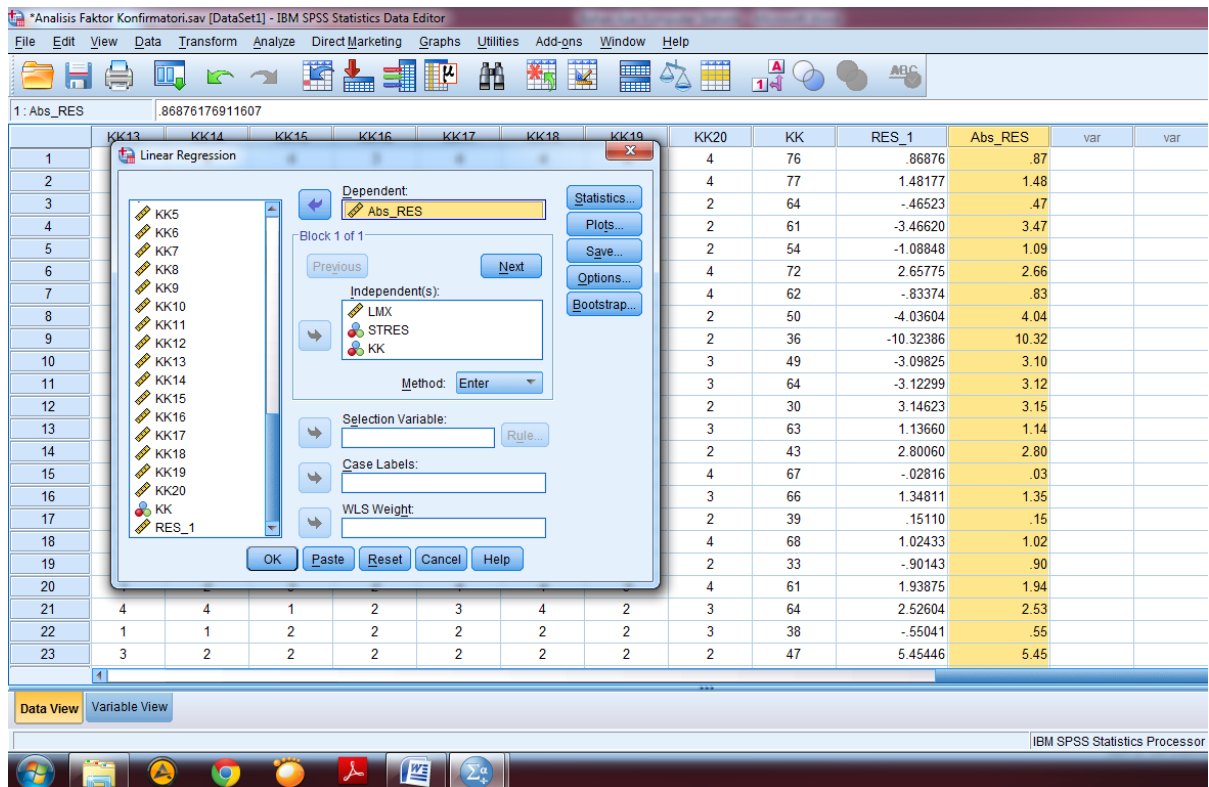 *Analisis Faktor Konfirmatori.sav [DataSet1] - IBM SPSS Statistics Data Editor
File Edit View Data Transform Analyze Direct Marketing Graphs Utilities Add-ons Window Help
1 : Abs_RES .86876176911607
KK13 KK14 KK15 KK16 KK17 KK18 KK19 KK20 KK RES_1 Abs_RES var var
Linear Regression
KK5
KK6
KK7
KK8
KK9
KK10
KK11
KK12
KK13
KK14
KK15
KK16
KK17
KK18
KK19
KK20
KK
RES_1
Dependent:
Abs_RES
Block 1 of 1
Previous Next
Independent(s):
LMX
STRES
KK
Method: Enter
Selection Variable:
Rule...
Case Labels:
WLS Weight:
Statistics...
Plots...
Save...
Options...
Bootstrap...
OK Paste Reset Cancel Help
1 4 76 .86876 .87
2 4 77 1.48177 1.48
3 2 64 -.46523 .47
4 2 61 -3.46620 3.47
5 2 54 -1.08848 1.09
6 4 72 2.65775 2.66
7 4 62 -.83374 .83
8 2 50 -4.03604 4.04
9 2 36 -10.32386 10.32
10 3 49 -3.09825 3.10
11 3 64 -3.12299 3.12
12 2 30 3.14623 3.15
13 3 63 1.13660 1.14
14 2 43 2.80060 2.80
15 4 67 -.02816 .03
16 3 66 1.34811 1.35
17 2 39 .15110 .15
18 4 68 1.02433 1.02
19 2 33 -.90143 .90
20 4 61 1.93875 1.94
21 4 4 1 2 3 4 2 3 64 2.52604 2.53
22 1 1 2 2 2 2 2 3 38 -.55041 .55
23 3 2 2 2 2 2 2 2 47 5.45446 5.45
Data View Variable View
IBM SPSS Statistics Processor